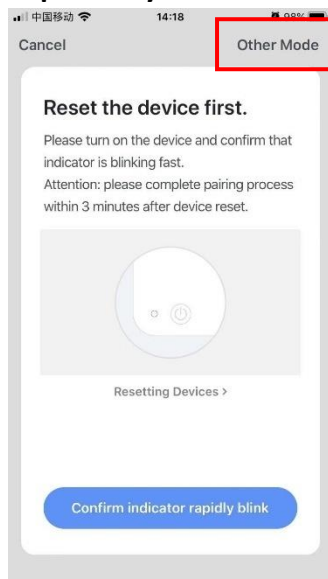 中国移动 14:18 98%
Cancel Other Mode
Reset the device first.
Please turn on the device and confirm that
indicator is blinking fast.
Attention: please complete pairing process
within 3 minutes after device reset.
Resetting Devices >
Confirm indicator rapidly blink